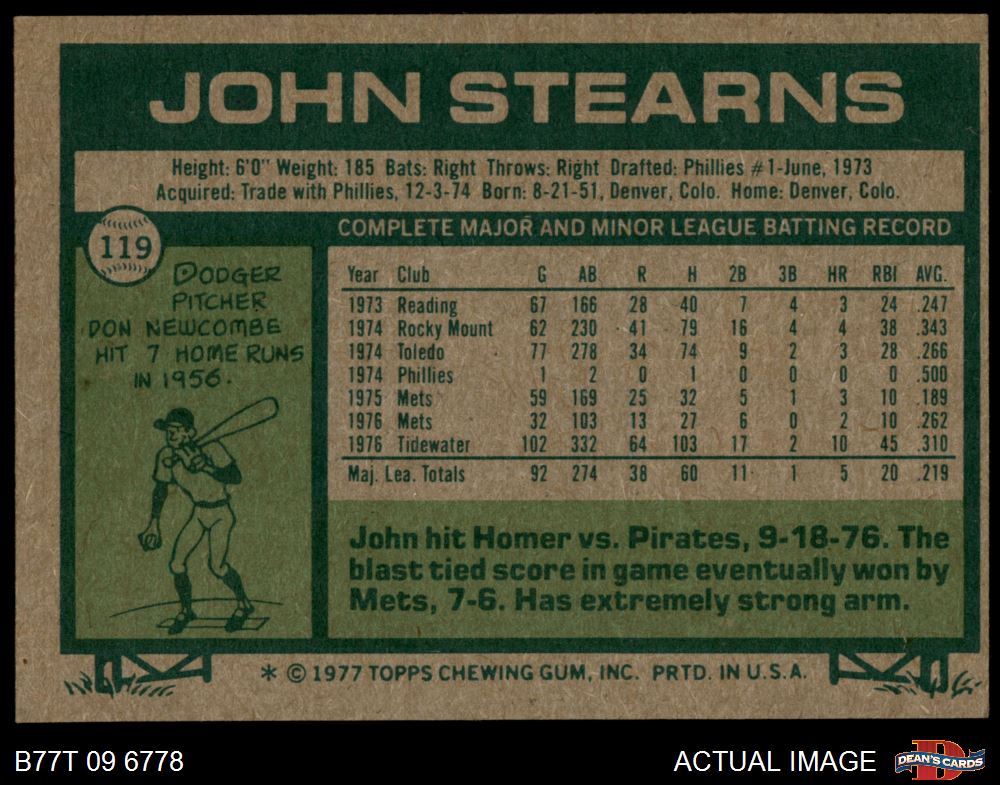 JOHN STEARNS
Height: 6'0" Weight: 185 Bats: Right Throws: Right Drafted: Phillies #1-June, 1973
Acquired: Trade with Phillies, 12-3-74 Born: 8-21-51, Denver, Colo. Home: Denver, Colo.
119
DODGER
PITCHER
DON NEWCOMBE
HIT 7 HOME RUNS
IN 1956.
COMPLETE MAJOR AND MINOR LEAGUE BATTING RECORD
Year Club G AB R H 2B 3B HR RBI AVG.
1973 Reading 67 166 28 40 7 4 3 24 .247
1974 Rocky Mount 62 230 41 79 16 4 4 38 .343
1974 Toledo 77 278 34 74 9 2 3 28 .266
1974 Phillies 1 2 0 1 0 0 0 0 .500
1975 Mets 59 169 25 32 5 1 3 10 .189
1976 Mets 32 103 13 27 6 0 2 10 .262
1976 Tidewater 102 332 64 103 17 2 10 45 .310
Maj. Lea. Totals 92 274 38 60 11 1 5 20 .219
John hit Homer vs. Pirates, 9-18-76. The
blast tied score in game eventually won by
Mets, 7-6. Has extremely strong arm.
* © 1977 TOPPS CHEWING GUM, INC. PRTD. IN U.S.A.
B77T 09 6778
ACTUAL IMAGE
DEAN'S CARDS